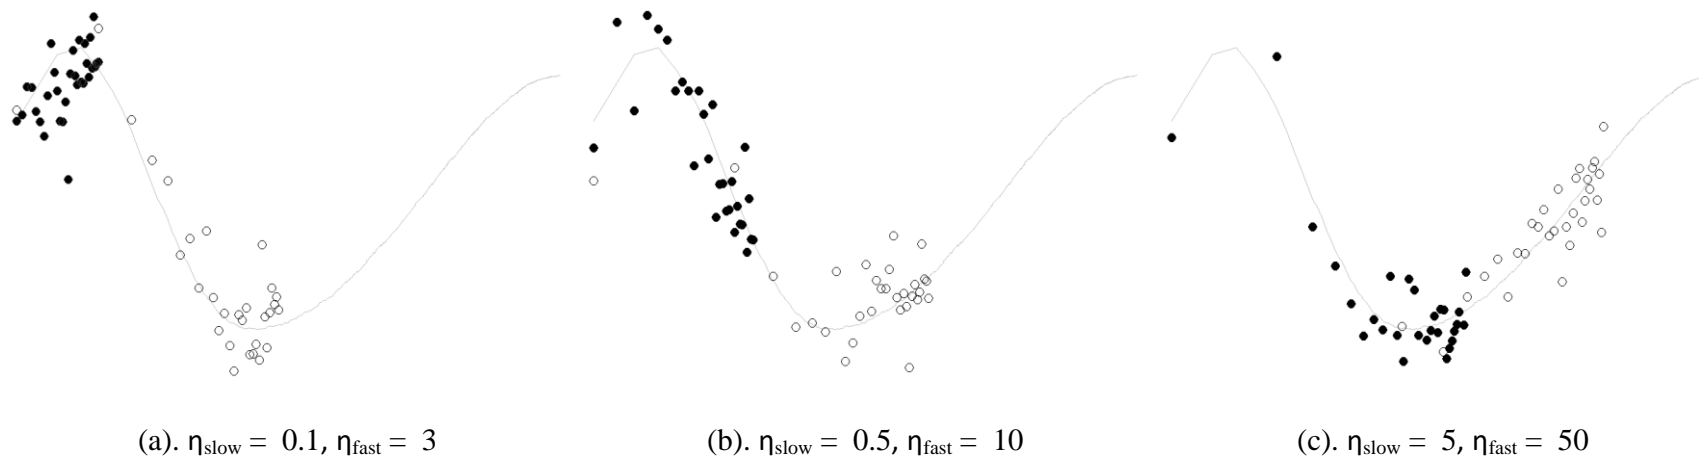 (a). ηslow = 0.1, ηfast = 3
(b). ηslow = 0.5, ηfast = 10
(c). ηslow = 5, ηfast = 50